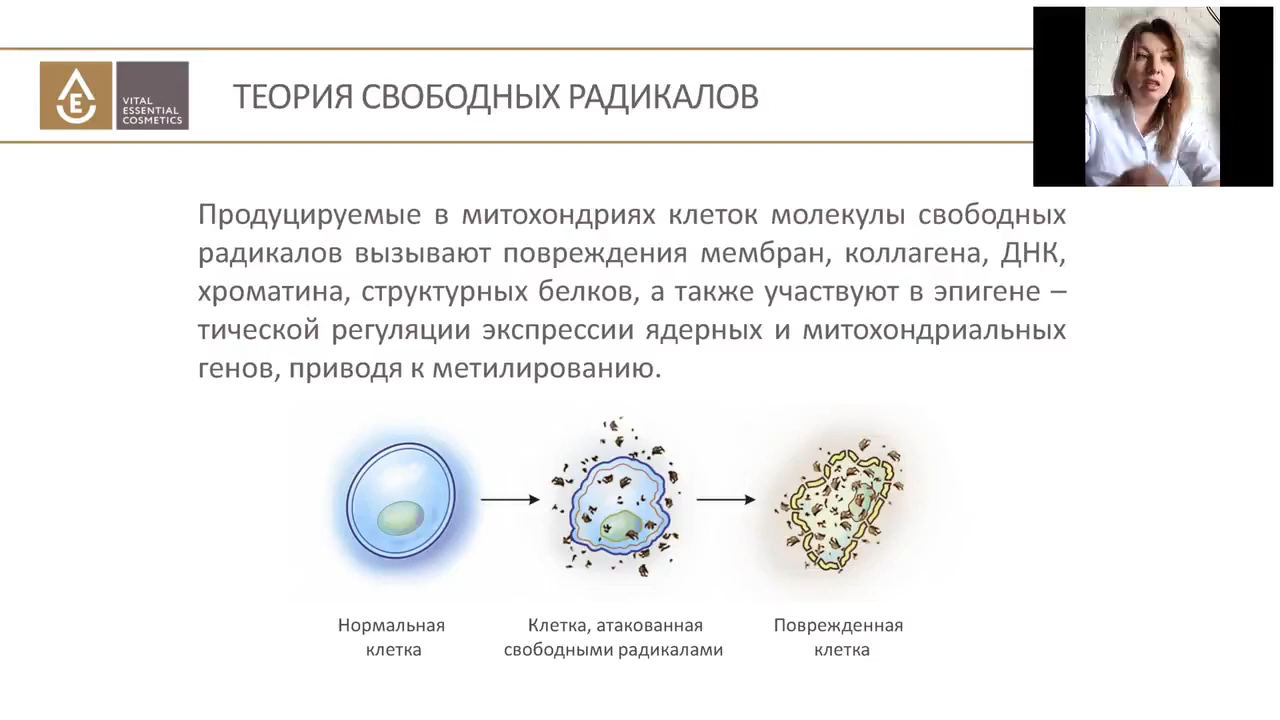 VITAL
ESSENTIAL
COSMETICS
E
ТЕОРИЯ СВОБОДНЫХ РАДИКАЛОВ
Продуцируемые в митохондриях клеток молекулы свободных
радикалов вызывают повреждения мембран, коллагена, ДНК,
хроматина, структурных белков, а также участвуют в эпигене –
тической регуляции экспрессии ядерных и митохондриальных
генов, приводя к метилированию.
Нормальная
клетка
Клетка, атакованная
свободными радикалами
Поврежденная
клетка